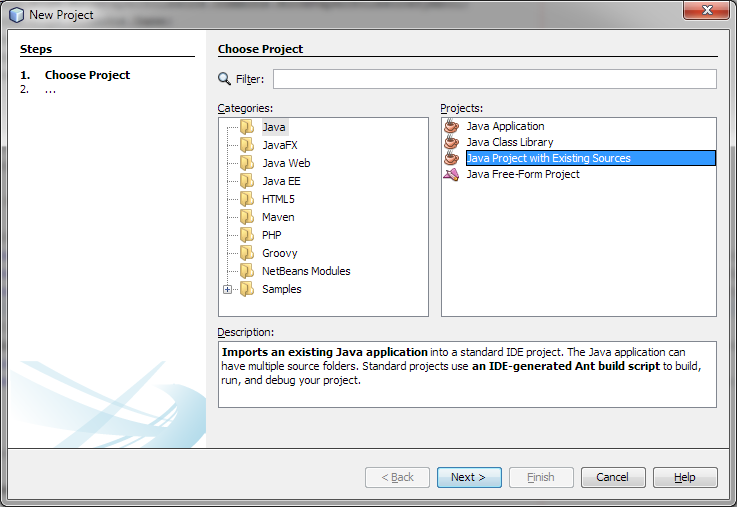 New Project
Steps
1. Choose Project
2. ...
Choose Project
Filter:
Categories:
Java
JavaFX
Java Web
Java EE
HTML5
Maven
PHP
Groovy
NetBeans Modules
Samples
Projects:
Java Application
Java Class Library
Java Project with Existing Sources
Java Free-Form Project
Description:
Imports an existing Java application into a standard IDE project. The Java application can
have multiple source folders. Standard projects use an IDE-generated Ant build script to build,
run, and debug your project.
< Back
Next >
Finish
Cancel
Help